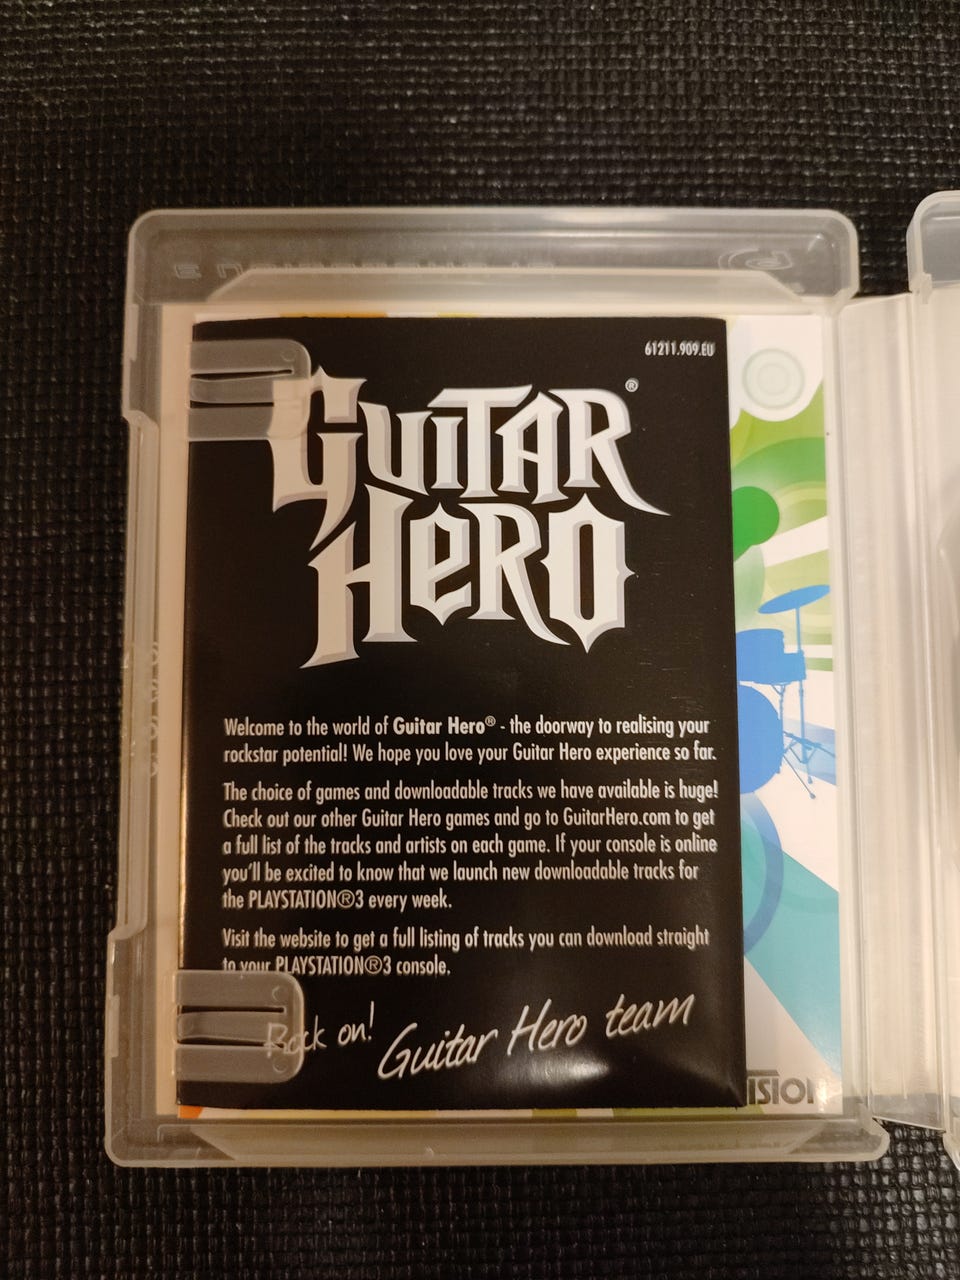 61211.909.EU
GUITAR®
HERO
Welcome to the world of Guitar Hero® - the doorway to realising your
rockstar potential! We hope you love your Guitar Hero experience so far.
The choice of games and downloadable tracks we have available is huge!
Check out our other Guitar Hero games and go to GuitarHero.com to get
a full list of the tracks and artists on each game. If your console is online
you'll be excited to know that we launch new downloadable tracks for
the PLAYSTATION®3 every week.
Visit the website to get a full listing of tracks you can download straight
to your PLAYSTATION®3 console.
Rock on! Guitar Hero team
VISION